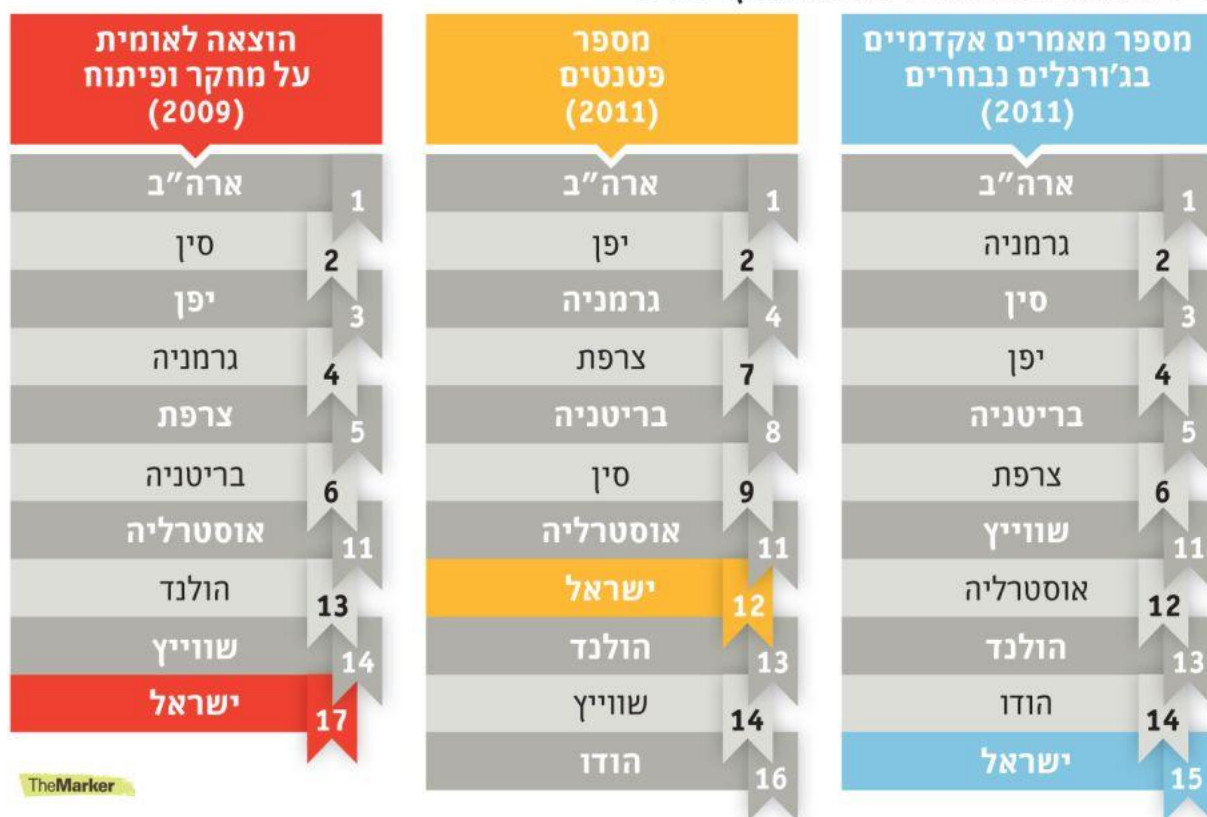 מספר מאמרים אקדמיים
בג'ורנלים נבחרים
(2011)
1 ארה"ב
2 גרמניה
3 סין
4 יפן
5 בריטניה
6 צרפת
11 שווייץ
12 אוסטרליה
13 הולנד
14 הודו
15 ישראל
מספר
פטנטים
(2011)
1 ארה"ב
2 יפן
4 גרמניה
7 צרפת
8 בריטניה
9 סין
11 אוסטרליה
12 ישראל
13 הולנד
14 שווייץ
16 הודו
הוצאה לאומית
על מחקר ופיתוח
(2009)
1 ארה"ב
2 סין
3 יפן
4 גרמניה
5 צרפת
6 בריטניה
11 אוסטרליה
13 הולנד
14 שווייץ
17 ישראל
TheMarker